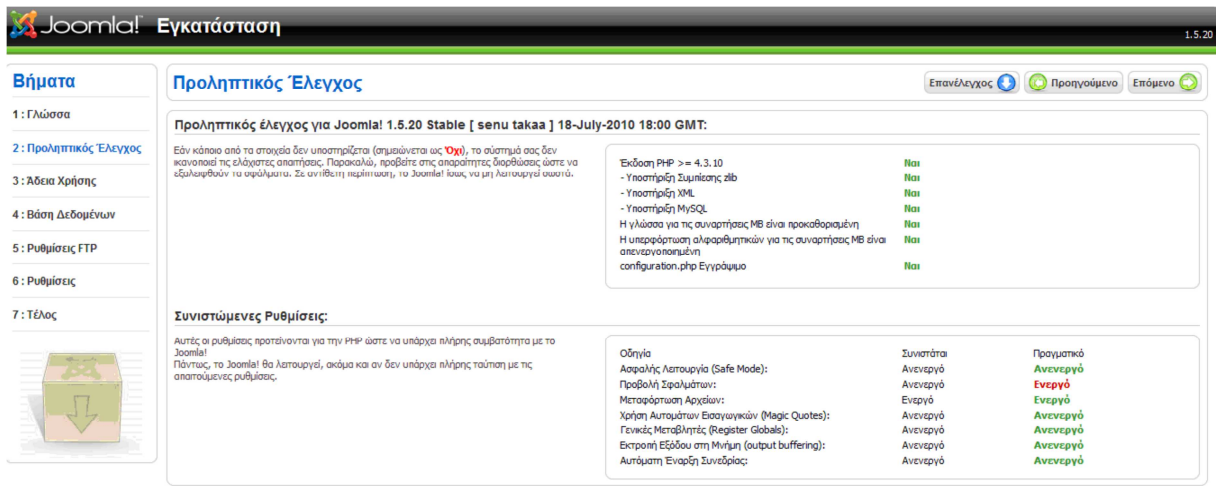 Joomla! Εγκατάσταση
1.5.20
Βήματα
1 : Γλώσσα
2 : Προληπτικός Έλεγχος
3 : Άδεια Χρήσης
4 : Βάση Δεδομένων
5 : Ρυθμίσεις FTP
6 : Ρυθμίσεις
7 : Τέλος
Προληπτικός Έλεγχος
Επανέλεγχος Προηγούμενο Επόμενο
Προληπτικός έλεγχος για Joomla! 1.5.20 Stable [ senu takaa ] 18-July-2010 18:00 GMT:
Εάν κάποιο από τα στοιχεία δεν υποστηρίζεται (σημειώνεται ως Όχι), το σύστημά σας δεν
ικανοποιεί τις ελάχιστες απαιτήσεις. Παρακαλώ, προβείτε στις απαραίτητες διορθώσεις ώστε να
εξαλειφθούν τα σφάλματα. Σε αντίθετη περίπτωση, το Joomla! ίσως να μη λειτουργεί σωστά.
Έκδοση PHP >= 4.3.10 Ναι
- Υποστήριξη Συμπίεσης zlib Ναι
- Υποστήριξη XML Ναι
- Υποστήριξη MySQL Ναι
Η γλώσσα για τις συναρτήσεις MB είναι προκαθορισμένη Ναι
Η υπερφόρτωση αλφαριθμητικών για τις συναρτήσεις MB είναι Ναι
απενεργοποιημένη
configuration.php Εγγράψιμο Ναι
Συνιστώμενες Ρυθμίσεις:
Αυτές οι ρυθμίσεις προτείνονται για την PHP ώστε να υπάρχει πλήρης συμβατότητα με το
Joomla!
Πάντως, το Joomla! θα λειτουργεί, ακόμα και αν δεν υπάρχει πλήρης ταύτιση με τις
απαιτούμενες ρυθμίσεις.
Οδηγία Συνιστάται Πραγματικό
Ασφαλής Λειτουργία (Safe Mode): Ανενεργό Ανενεργό
Προβολή Σφαλμάτων: Ανενεργό Ενεργό
Μεταφόρτωση Αρχείων: Ενεργό Ενεργό
Χρήση Αυτομάτων Εισαγωγικών (Magic Quotes): Ανενεργό Ανενεργό
Γενικές Μεταβλητές (Register Globals): Ανενεργό Ανενεργό
Εκτροπή Εξόδου στη Μνήμη (output buffering): Ανενεργό Ανενεργό
Αυτόματη Έναρξη Συνεδρίας: Ανενεργό Ανενεργό